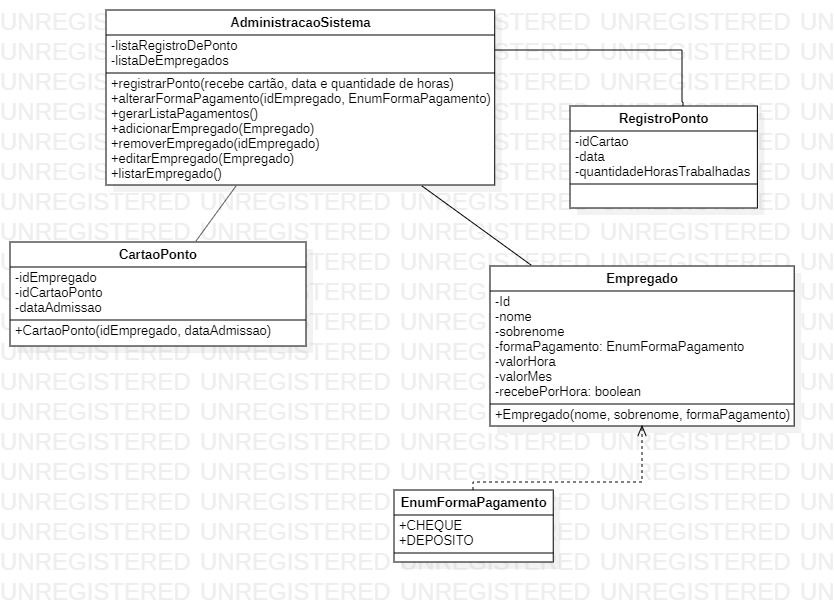 AdministracaoSistema
-listaRegistroDePonto
-listaDeEmpregados
+registrarPonto(recebe cartão, data e quantidade de horas)
+alterarFormaPagamento(idEmpregado, EnumFormaPagamento)
+gerarListaPagamentos()
+adicionarEmpregado(Empregado)
+removerEmpregado(idEmpregado)
+editarEmpregado(Empregado)
+listarEmpregado()
RegistroPonto
-idCartao
-data
-quantidadeHorasTrabalhadas
CartaoPonto
-idEmpregado
-idCartaoPonto
-dataAdmissao
+CartaoPonto(idEmpregado, dataAdmissao)
Empregado
-Id
-nome
-sobrenome
-formaPagamento: EnumFormaPagamento
-valorHora
-valorMes
-recebePorHora: boolean
+Empregado(nome, sobrenome, formaPagamento)
EnumFormaPagamento
+CHEQUE
+DEPOSITO
UNREGISTERED UNREGISTERED UNREGISTERED UNREGISTERED UN